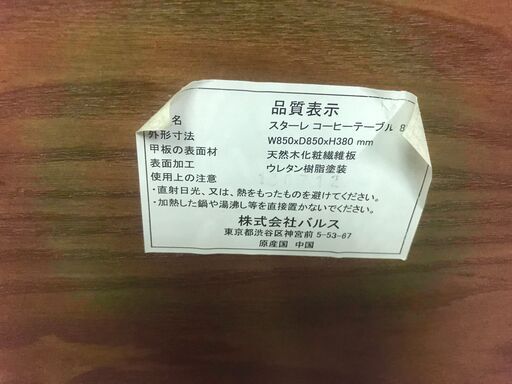 品質表示
名 スターレ コーヒーテーブル 8
外形寸法 W850xD850xH380 mm
甲板の表面材 天然木化粧繊維板
表面加工 ウレタン樹脂塗装
使用上の注意
・直射日光、又は、熱をもったものを避けてください。
・加熱した鍋や湯沸し等を直接置かないでください。
株式会社バルス
東京都渋谷区神宮前 5-53-67
原産国 中国